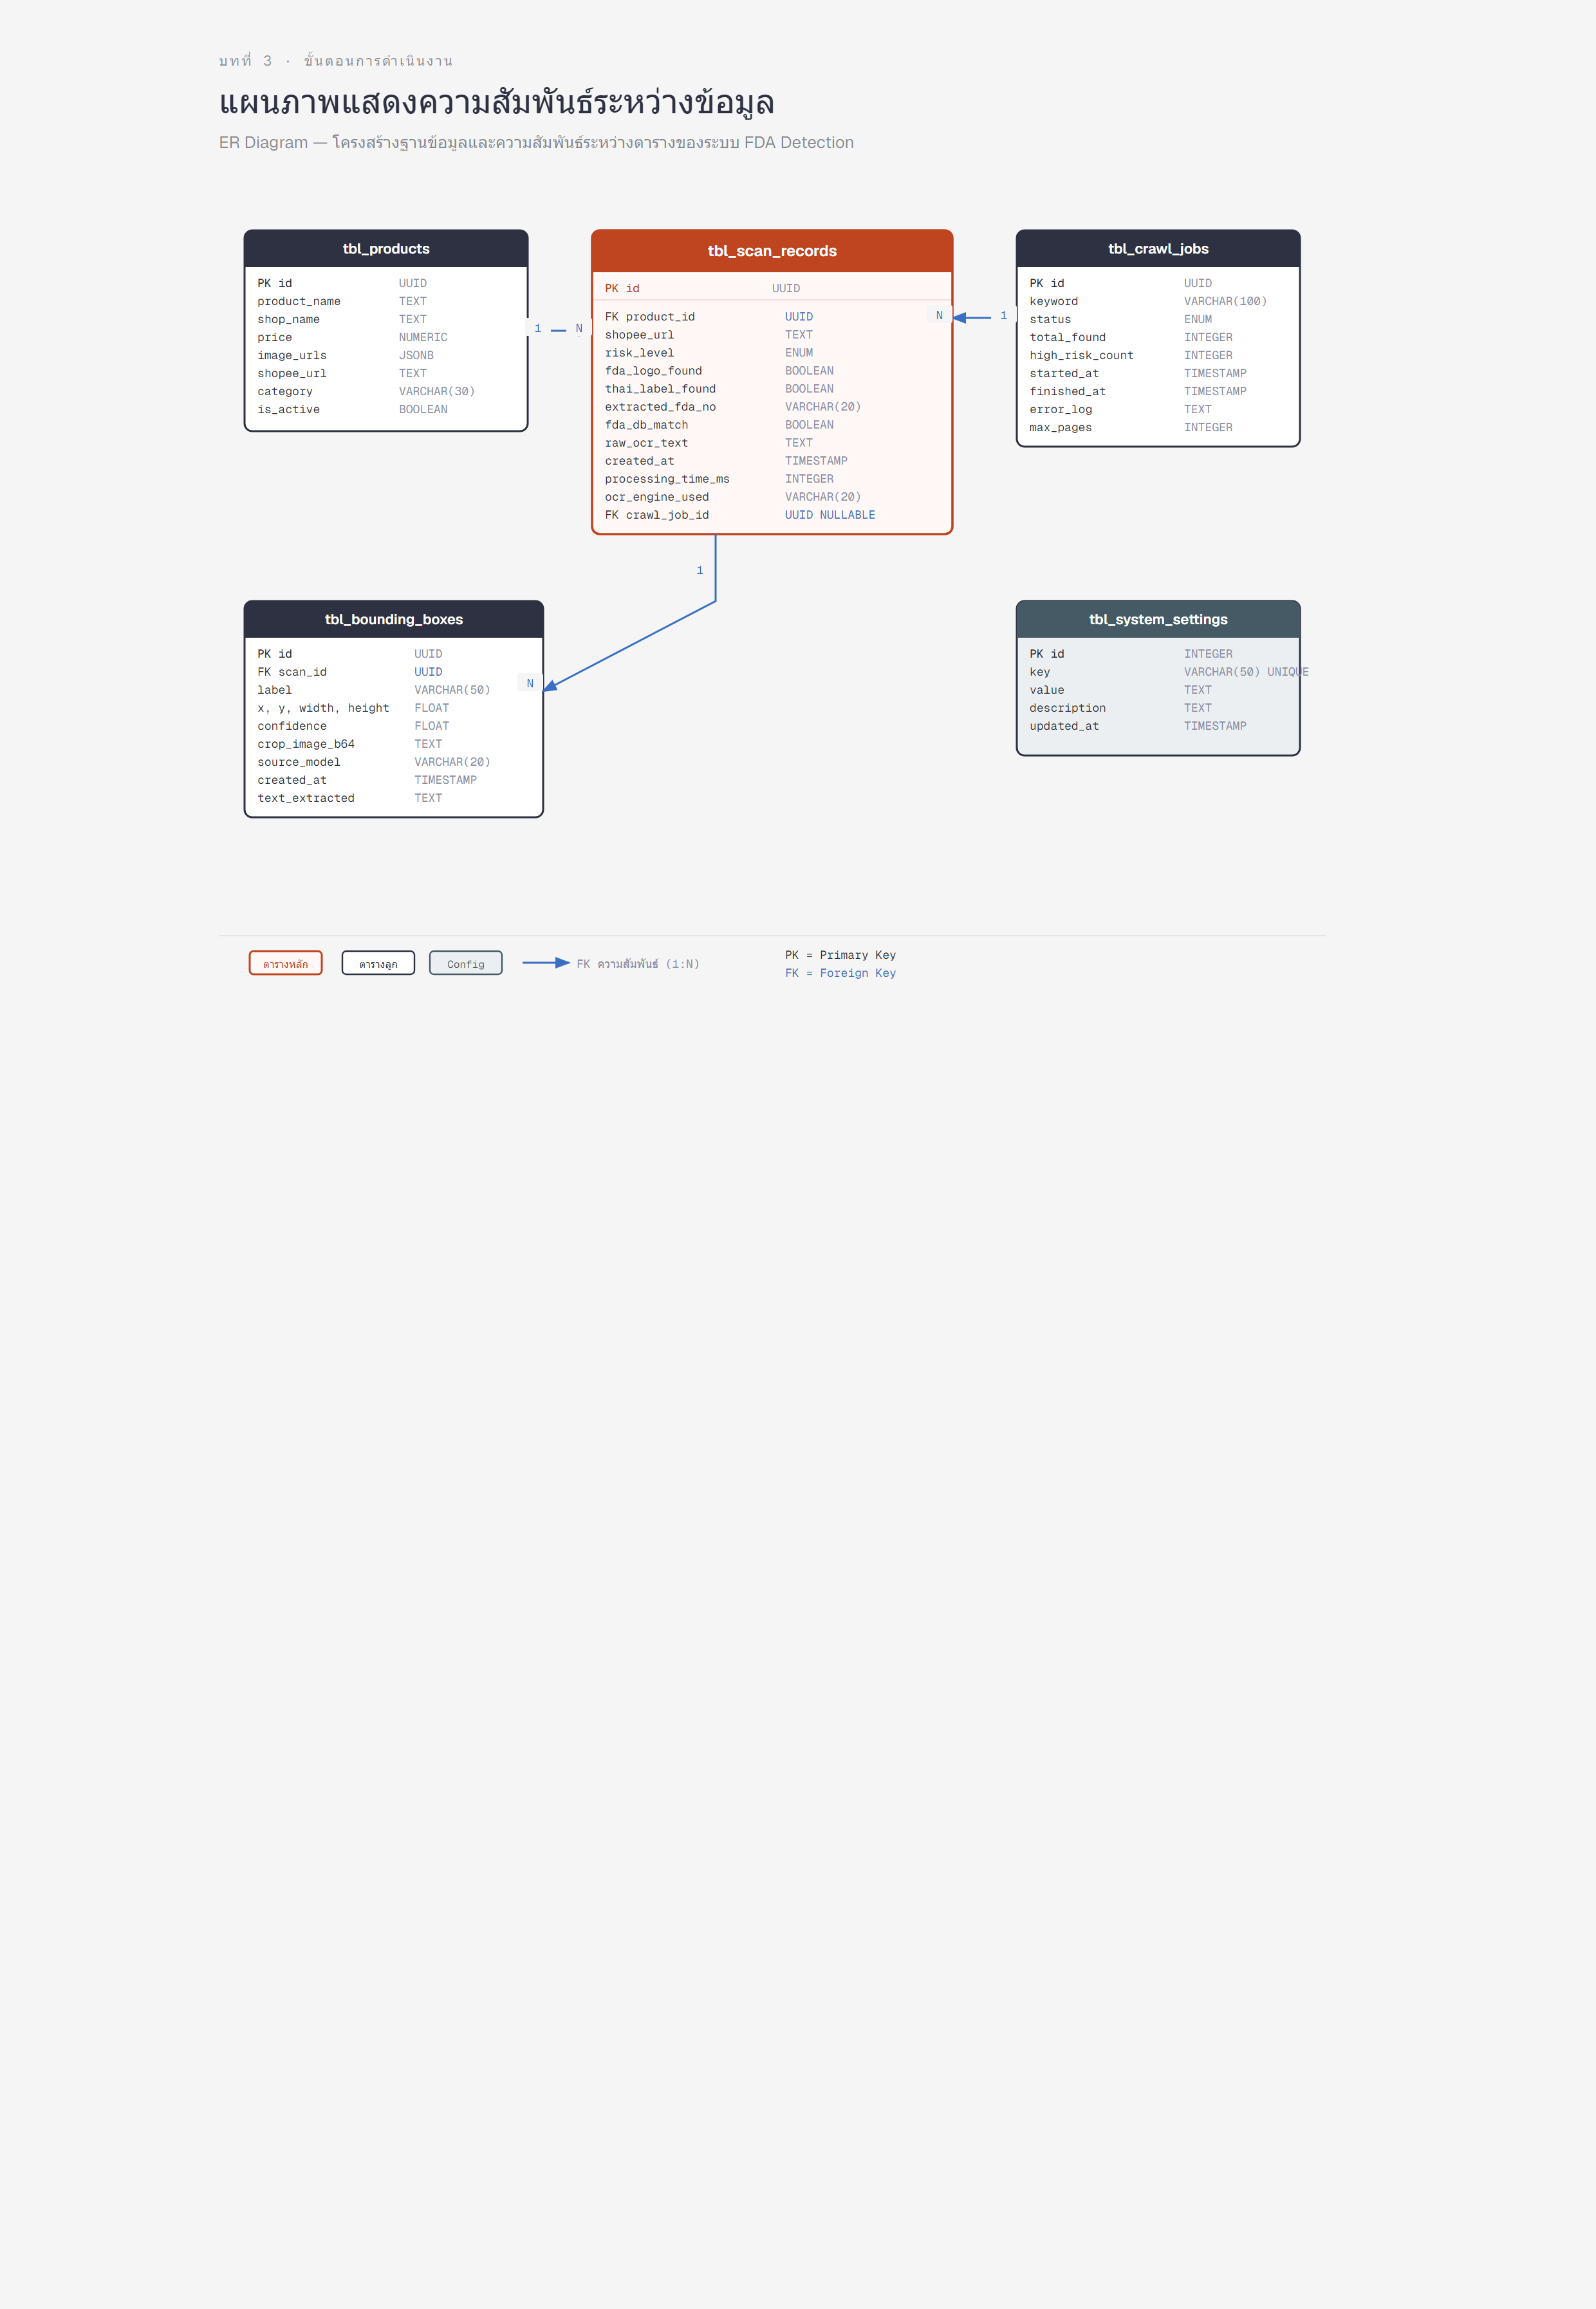 บทที่ 3 · ขั้นตอนการดำเนินงาน
แผนภาพแสดงความสัมพันธ์ระหว่างข้อมูล
ER Diagram — โครงสร้างฐานข้อมูลและความสัมพันธ์ระหว่างตารางของระบบ FDA Detection
tbl_products
PK id UUID
product_name TEXT
shop_name TEXT
price NUMERIC
image_urls JSONB
shopee_url TEXT
category VARCHAR(30)
is_active BOOLEAN
1 N
tbl_scan_records
PK id UUID
FK product_id UUID
shopee_url TEXT
risk_level ENUM
fda_logo_found BOOLEAN
thai_label_found BOOLEAN
extracted_fda_no VARCHAR(20)
fda_db_match BOOLEAN
raw_ocr_text TEXT
created_at TIMESTAMP
processing_time_ms INTEGER
ocr_engine_used VARCHAR(20)
FK crawl_job_id UUID NULLABLE
N 1
tbl_crawl_jobs
PK id UUID
keyword VARCHAR(100)
status ENUM
total_found INTEGER
high_risk_count INTEGER
started_at TIMESTAMP
finished_at TIMESTAMP
error_log TEXT
max_pages INTEGER
1
tbl_bounding_boxes
PK id UUID
FK scan_id UUID
label VARCHAR(50)
x, y, width, height FLOAT
confidence FLOAT
crop_image_b64 TEXT
source_model VARCHAR(20)
created_at TIMESTAMP
text_extracted TEXT
N
tbl_system_settings
PK id INTEGER
key VARCHAR(50) UNIQUE
value TEXT
description TEXT
updated_at TIMESTAMP
ตารางหลัก
ตารางลูก
Config
FK ความสัมพันธ์ (1:N)
PK = Primary Key
FK = Foreign Key